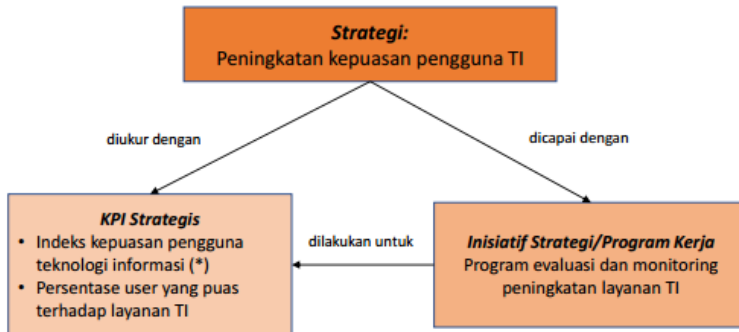 Strategi:
Peningkatan kepuasan pengguna TI
diukur dengan
dicapai dengan
KPI Strategis
• Indeks kepuasan pengguna
teknologi informasi (*)
• Persentase user yang puas
terhadap layanan TI
dilakukan untuk
Inisiatif Strategi/Program Kerja
Program evaluasi dan monitoring
peningkatan layanan TI